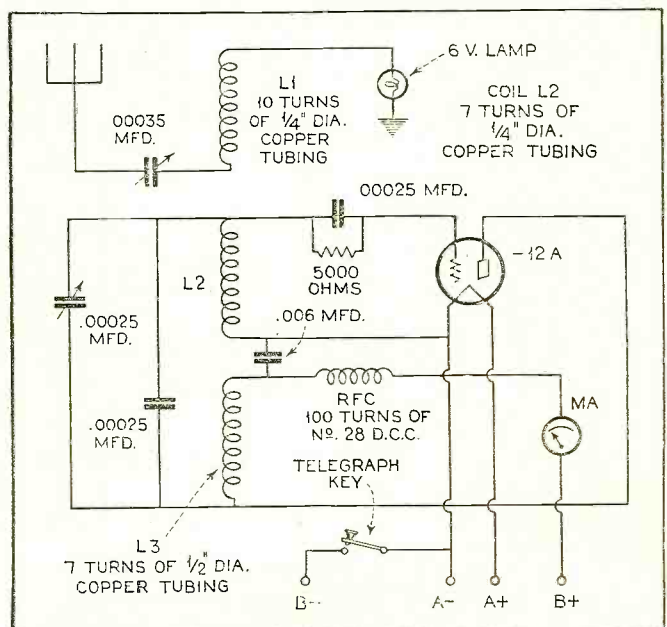 6 V. LAMP
L1
10 TURNS
OF 1/4" DIA.
COPPER
TUBING
COIL L2
7 TURNS OF
1/4" DIA.
COPPER TUBING
00035
MFD.
00025 MFD.
5000
OHMS
-12A
L2
.006 MFD.
.00025
MFD.
.00025
MFD.
RFC
100 TURNS OF
Nº. 28 D.C.C.
MA
TELEGRAPH
KEY
L3
7 TURNS OF 1/2" DIA.
COPPER TUBING
B-
A-
A+
B+